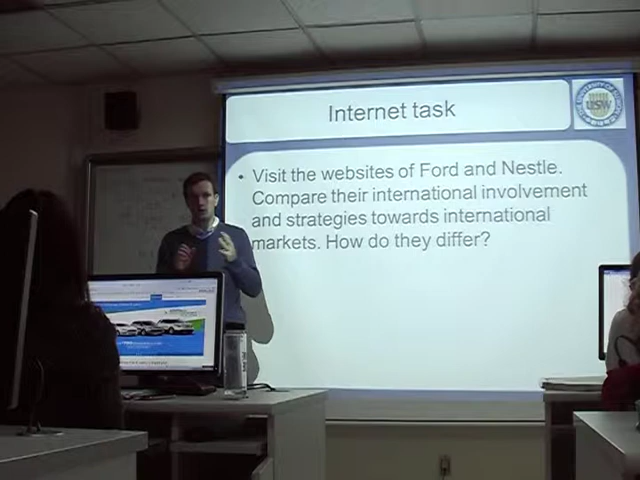 Internet task
• Visit the websites of Ford and Nestle.
Compare their international involvement
and strategies towards international
markets. How do they differ?